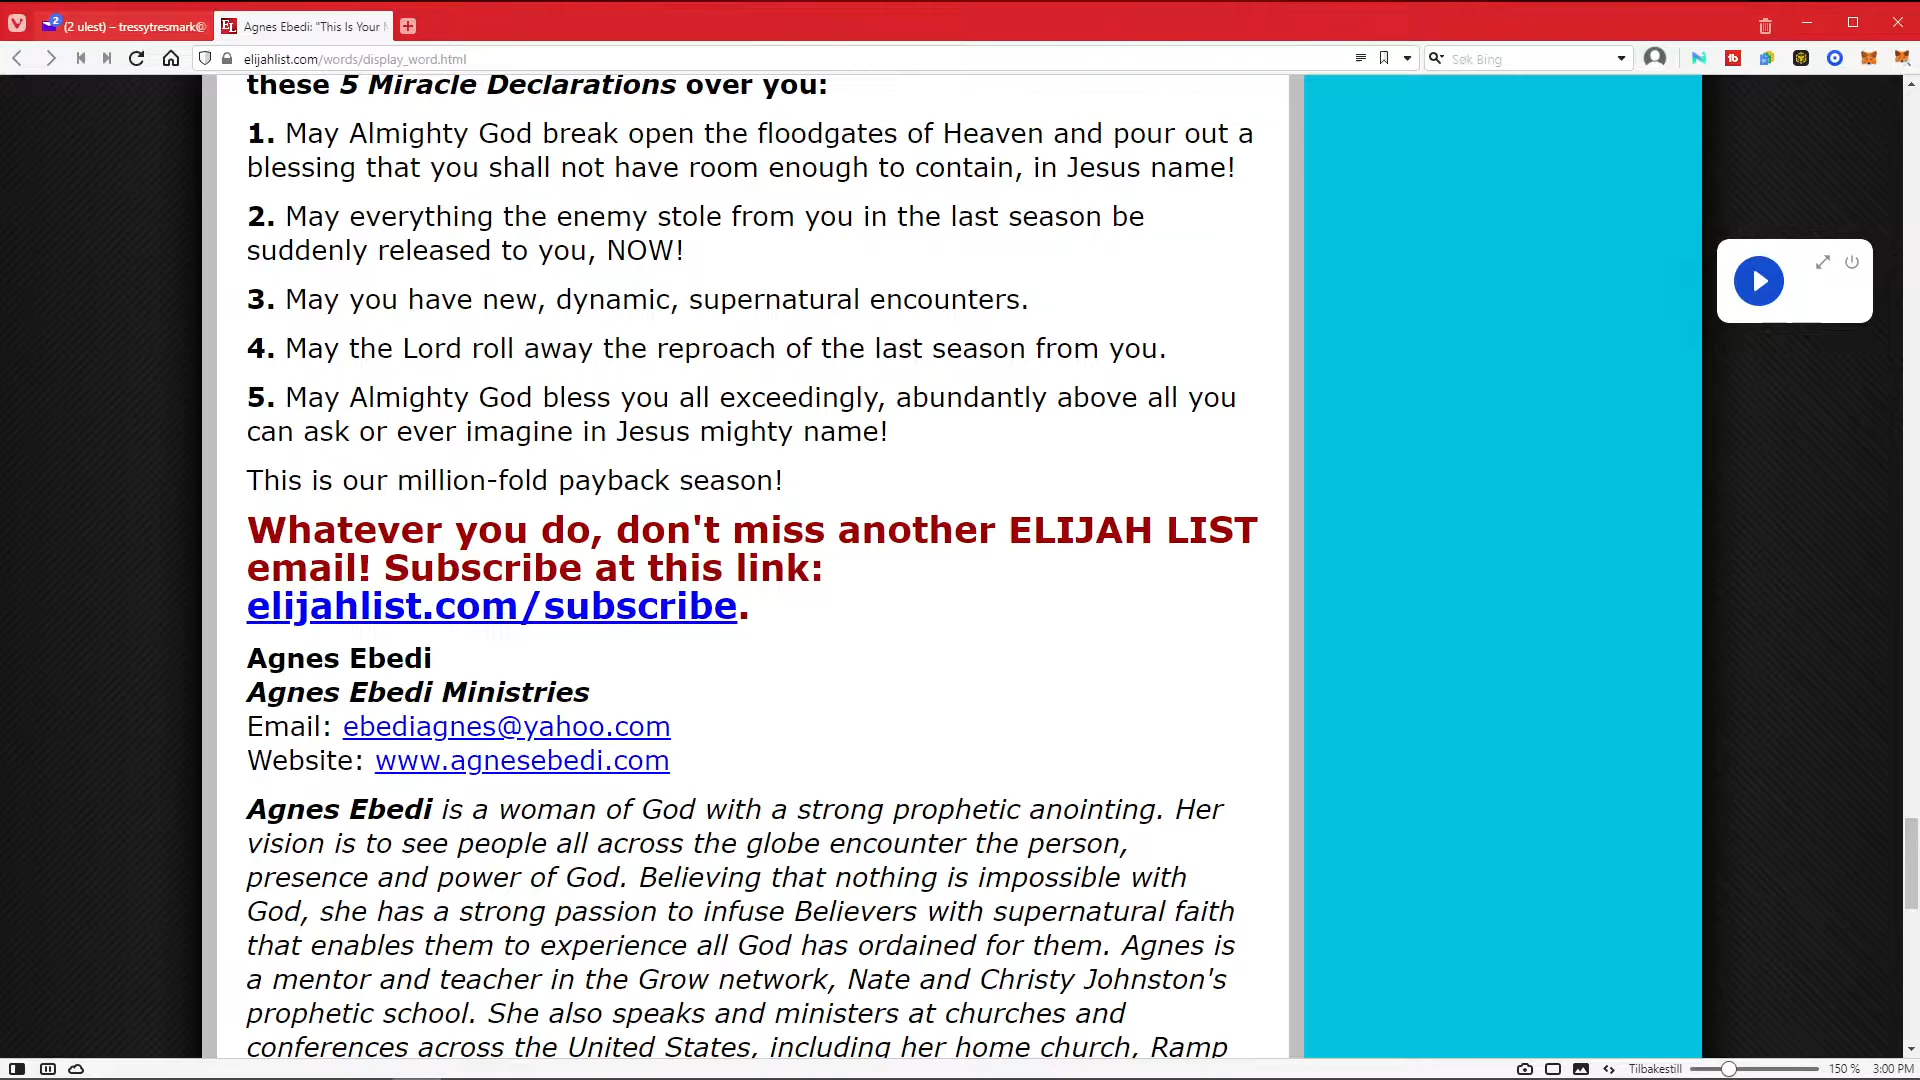 2
(2 ulest) – tressytresmark@
EL
Agnes Ebedi: "This Is Your
elijahlist.com/words/display_word.html
Søk Bing
these 5 Miracle Declarations over you:
1. May Almighty God break open the floodgates of Heaven and pour out a
blessing that you shall not have room enough to contain, in Jesus name!
2. May everything the enemy stole from you in the last season be
suddenly released to you, NOW!
3. May you have new, dynamic, supernatural encounters.
4. May the Lord roll away the reproach of the last season from you.
5. May Almighty God bless you all exceedingly, abundantly above all you
can ask or ever imagine in Jesus mighty name!
This is our million-fold payback season!
Whatever you do, don't miss another ELIJAH LIST
email! Subscribe at this link:
elijahlist.com/subscribe.
Agnes Ebedi
Agnes Ebedi Ministries
Email: ebediagnes@yahoo.com
Website: www.agnesebedi.com
Agnes Ebedi is a woman of God with a strong prophetic anointing. Her
vision is to see people all across the globe encounter the person,
presence and power of God. Believing that nothing is impossible with
God, she has a strong passion to infuse Believers with supernatural faith
that enables them to experience all God has ordained for them. Agnes is
a mentor and teacher in the Grow network, Nate and Christy Johnston's
prophetic school. She also speaks and ministers at churches and
conferences across the United States, including her home church, Ramp
Tilbakestill
150 %
3:00 PM